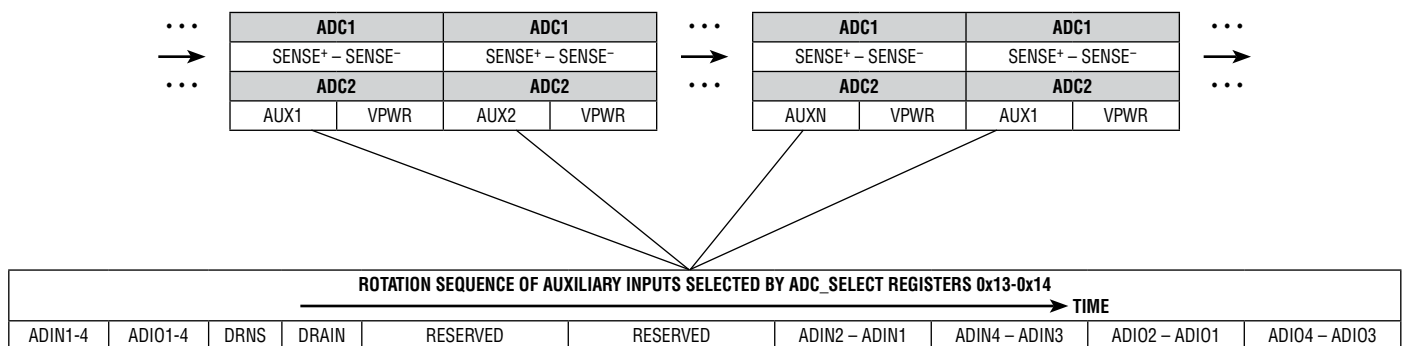 ••• ADC1 ADC1 ••• ADC1 ADC1 •••
SENSE⁺ – SENSE⁻ SENSE⁺ – SENSE⁻ SENSE⁺ – SENSE⁻ SENSE⁺ – SENSE⁻
••• ADC2 ADC2 ••• ADC2 ADC2 •••
AUX1 VPWR AUX2 VPWR AUXN VPWR AUX1 VPWR
ROTATION SEQUENCE OF AUXILIARY INPUTS SELECTED BY ADC_SELECT REGISTERS 0x13-0x14
TIME
ADIN1-4 ADIO1-4 DRNS DRAIN RESERVED RESERVED ADIN2 – ADIN1 ADIN4 – ADIN3 ADIO2 – ADIO1 ADIO4 – ADIO3